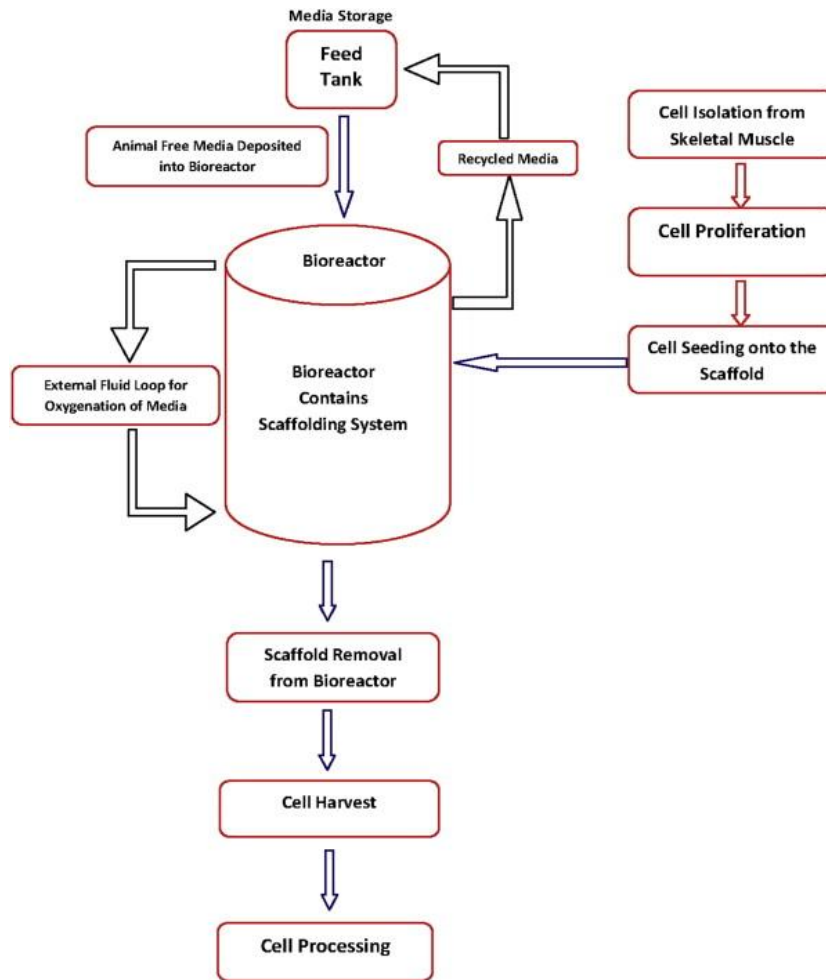 Media Storage
Feed
Tank
Animal Free Media Deposited
into Bioreactor
Recycled Media
Cell Isolation from
Skeletal Muscle
Cell Proliferation
Cell Seeding onto the
Scaffold
Bioreactor
Bioreactor
Contains
Scaffolding System
External Fluid Loop for
Oxygenation of Media
Scaffold Removal
from Bioreactor
Cell Harvest
Cell Processing